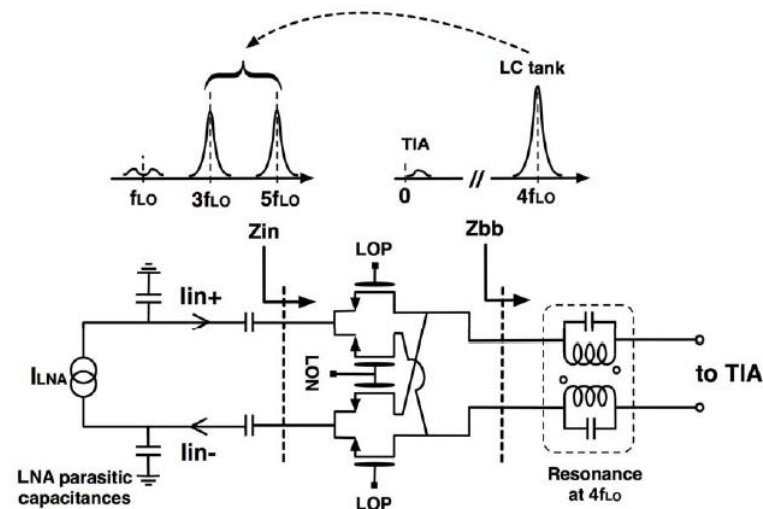 LC tank
TIA
fLO
3fLO
5fLO
0
//
4fLO
Zin
Zbb
LOP
Iin+
ILNA
LON
to TIA
Iin-
LOP
LNA parasitic
capacitances
Resonance
at 4fLO